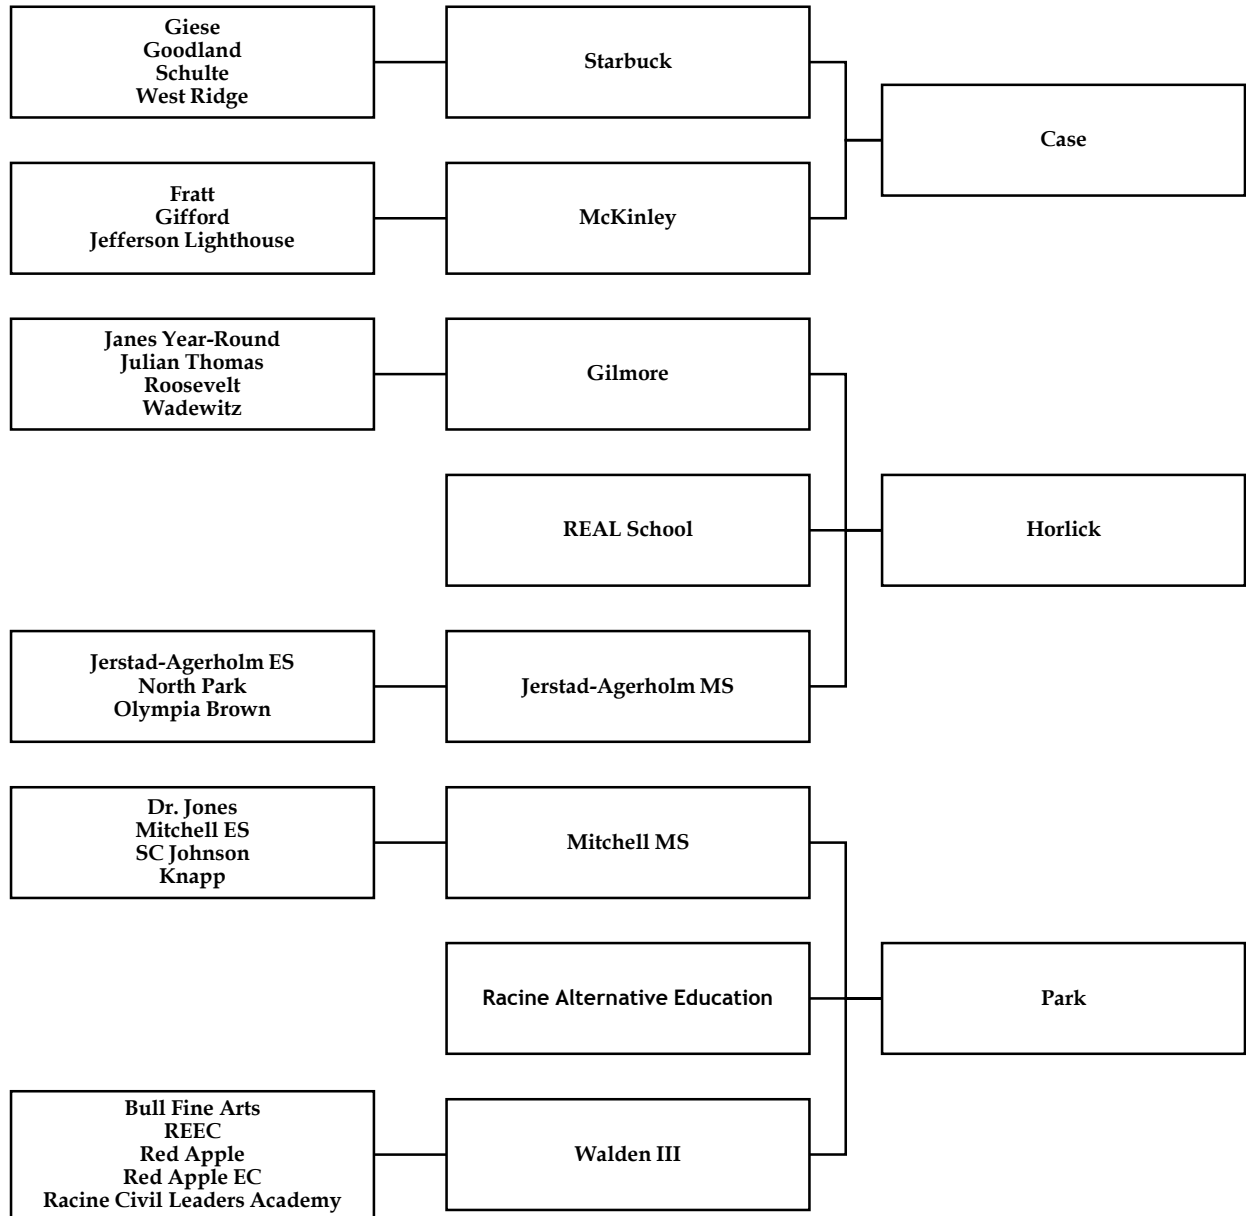 Giese
Goodland
Schulte
West Ridge
Starbuck
Case
Fratt
Gifford
Jefferson Lighthouse
McKinley
Janes Year-Round
Julian Thomas
Roosevelt
Wadewitz
Gilmore
REAL School
Horlick
Jerstad-Agerholm ES
North Park
Olympia Brown
Jerstad-Agerholm MS
Dr. Jones
Mitchell ES
SC Johnson
Knapp
Mitchell MS
Racine Alternative Education
Park
Bull Fine Arts
REEC
Red Apple
Red Apple EC
Racine Civil Leaders Academy
Walden III